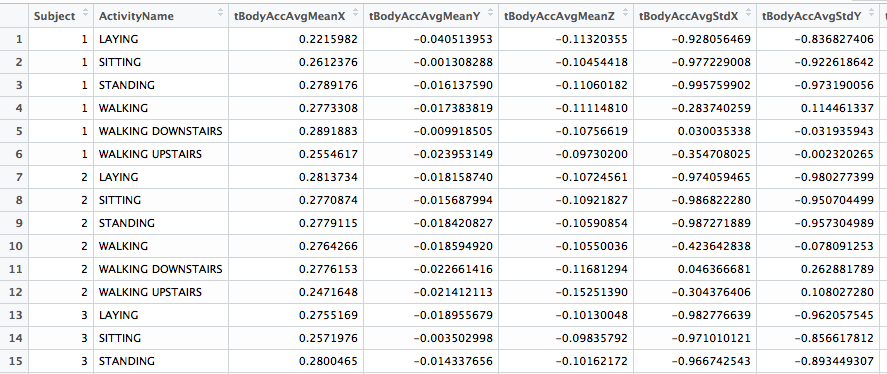 Subject ActivityName tBodyAccAvgMeanX tBodyAccAvgMeanY tBodyAccAvgMeanZ tBodyAccAvgStdX tBodyAccAvgStdY
1 1 LAYING 0.2215982 -0.040513953 -0.11320355 -0.928056469 -0.836827406
2 1 SITTING 0.2612376 -0.001308288 -0.10454418 -0.977229008 -0.922618642
3 1 STANDING 0.2789176 -0.016137590 -0.11060182 -0.995759902 -0.973190056
4 1 WALKING 0.2773308 -0.017383819 -0.11114810 -0.283740259 0.114461337
5 1 WALKING DOWNSTAIRS 0.2891883 -0.009918505 -0.10756619 0.030035338 -0.031935943
6 1 WALKING UPSTAIRS 0.2554617 -0.023953149 -0.09730200 -0.354708025 -0.002320265
7 2 LAYING 0.2813734 -0.018158740 -0.10724561 -0.974059465 -0.980277399
8 2 SITTING 0.2770874 -0.015687994 -0.10921827 -0.986822280 -0.950704499
9 2 STANDING 0.2779115 -0.018420827 -0.10590854 -0.987271889 -0.957304989
10 2 WALKING 0.2764266 -0.018594920 -0.10550036 -0.423642838 -0.078091253
11 2 WALKING DOWNSTAIRS 0.2776153 -0.022661416 -0.11681294 0.046366681 0.262881789
12 2 WALKING UPSTAIRS 0.2471648 -0.021412113 -0.15251390 -0.304376406 0.108027280
13 3 LAYING 0.2755169 -0.018955679 -0.10130048 -0.982776639 -0.962057545
14 3 SITTING 0.2571976 -0.003502998 -0.09835792 -0.971010121 -0.856617812
15 3 STANDING 0.2800465 -0.014337656 -0.10162172 -0.966742543 -0.893449307